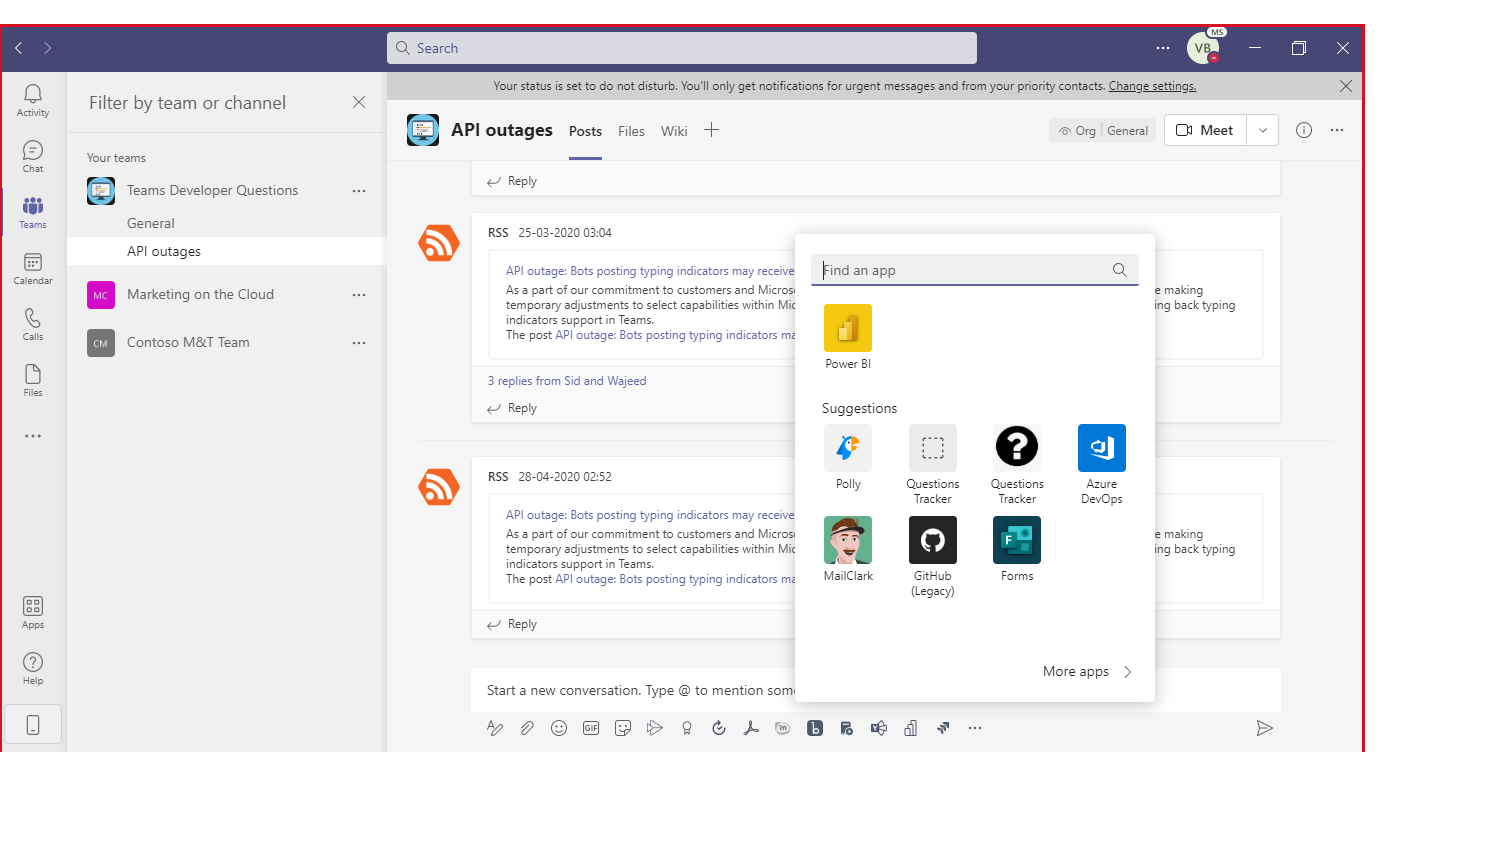 Search
MS
VB
Your status is set to do not disturb. You'll only get notifications for urgent messages and from your priority contacts. Change settings.
Activity
Chat
Teams
Calendar
Calls
Files
Apps
Help
Filter by team or channel
Your teams
Teams Developer Questions
General
API outages
MC
Marketing on the Cloud
CM
Contoso M&T Team
API outages
Posts
Files
Wiki
Org
General
Meet
Reply
RSS 25-03-2020 03:04
API outage: Bots posting typing indicators may receive
As a part of our commitment to customers and Micros
e making
temporary adjustments to select capabilities within
ing back typing
indicators support in Teams.
The post API outage: Bots posting typing indicators
3 replies from Sid and Wajeed
Reply
RSS 28-04-2020 02:52
API outage: Bots posting typing indicators may receive
As a part of our commitment to customers and Micros
e making
temporary adjustments to select capabilities within
ing back typing
indicators support in Teams.
The post API outage: Bots posting typing indicators
Reply
Start a new conversation. Type @ to mention som
GIF
Find an app
Power BI
Suggestions
Polly
Questions
Tracker
Questions
Tracker
Azure
DevOps
MailClark
GitHub
(Legacy)
Forms
More apps